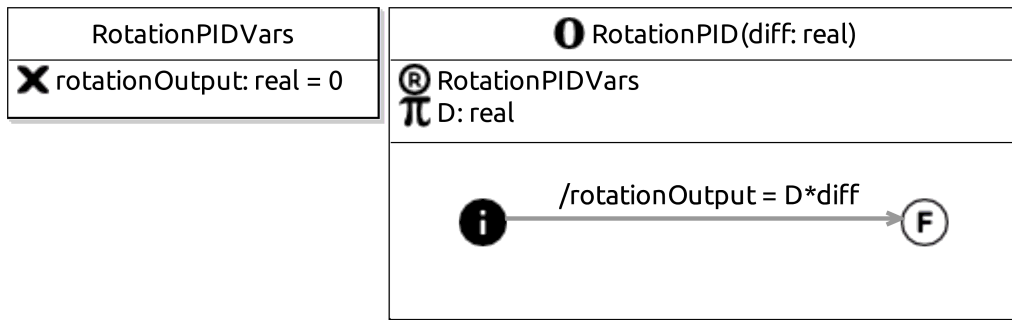 RotationPIDVars
X rotationOutput: real = 0
O RotationPID(diff: real)
® RotationPIDVars
π D: real
/rotationOutput = D*diff
i
F